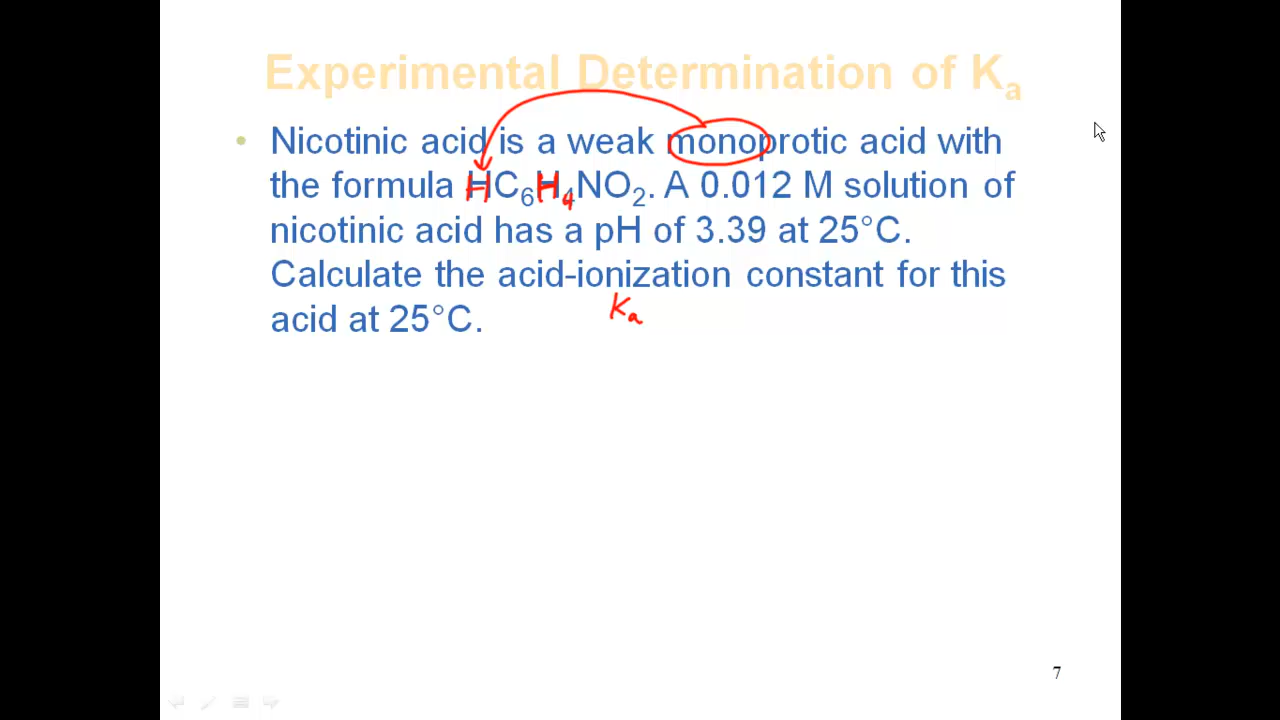 Experimental Determination of Kₐ
• Nicotinic acid is a weak monoprotic acid with
the formula HC₆H₄NO₂. A 0.012 M solution of
nicotinic acid has a pH of 3.39 at 25°C.
Calculate the acid-ionization constant for this
Kₐ
acid at 25°C.
7